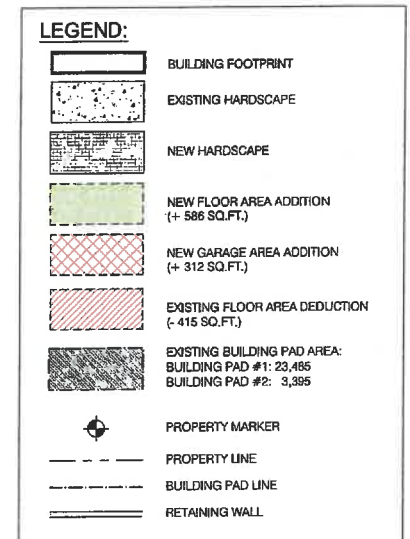 LEGEND:
BUILDING FOOTPRINT
EXISTING HARDSCAPE
NEW HARDSCAPE
NEW FLOOR AREA ADDITION
(+ 586 SQ.FT.)
NEW GARAGE AREA ADDITION
(+ 312 SQ.FT.)
EXISTING FLOOR AREA DEDUCTION
(- 415 SQ.FT.)
EXISTING BUILDING PAD AREA:
BUILDING PAD #1: 23,485
BUILDING PAD #2: 3,395
PROPERTY MARKER
PROPERTY LINE
BUILDING PAD LINE
RETAINING WALL